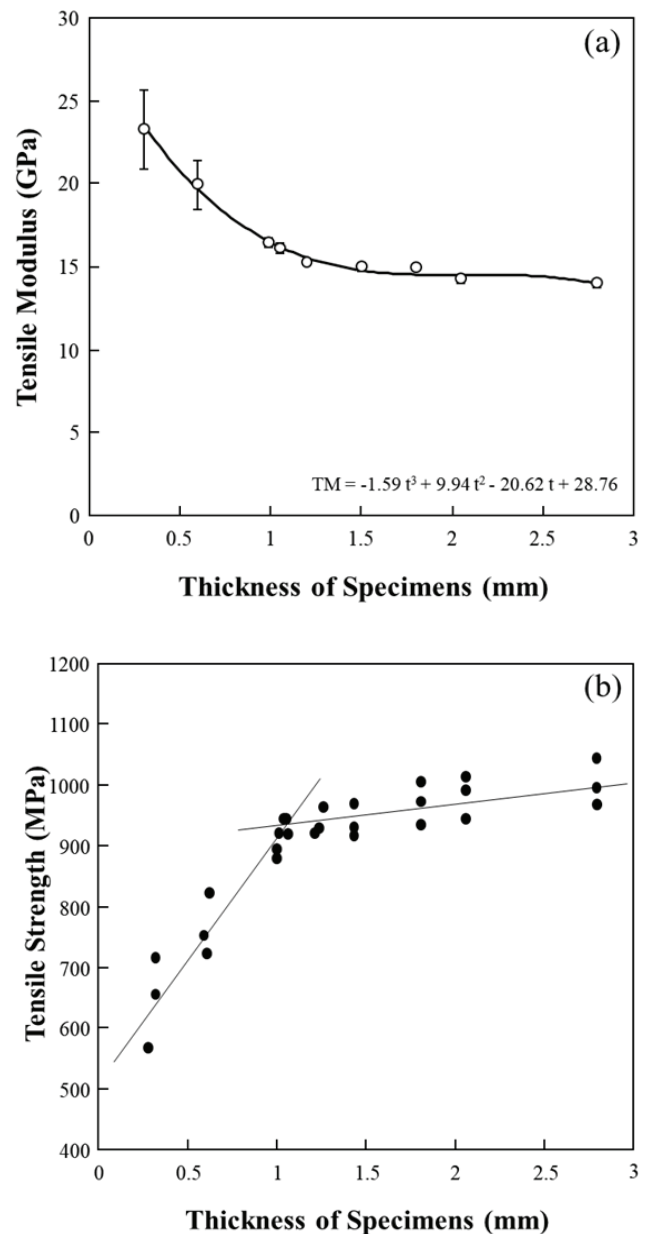 (a)
30
25
20
15
10
5
0
Tensile Modulus (GPa)
TM = -1.59 t³ + 9.94 t² - 20.62 t + 28.76
0 0.5 1 1.5 2 2.5 3
Thickness of Specimens (mm)
(b)
1200
1100
1000
900
800
700
600
500
400
Tensile Strength (MPa)
0 0.5 1 1.5 2 2.5 3
Thickness of Specimens (mm)